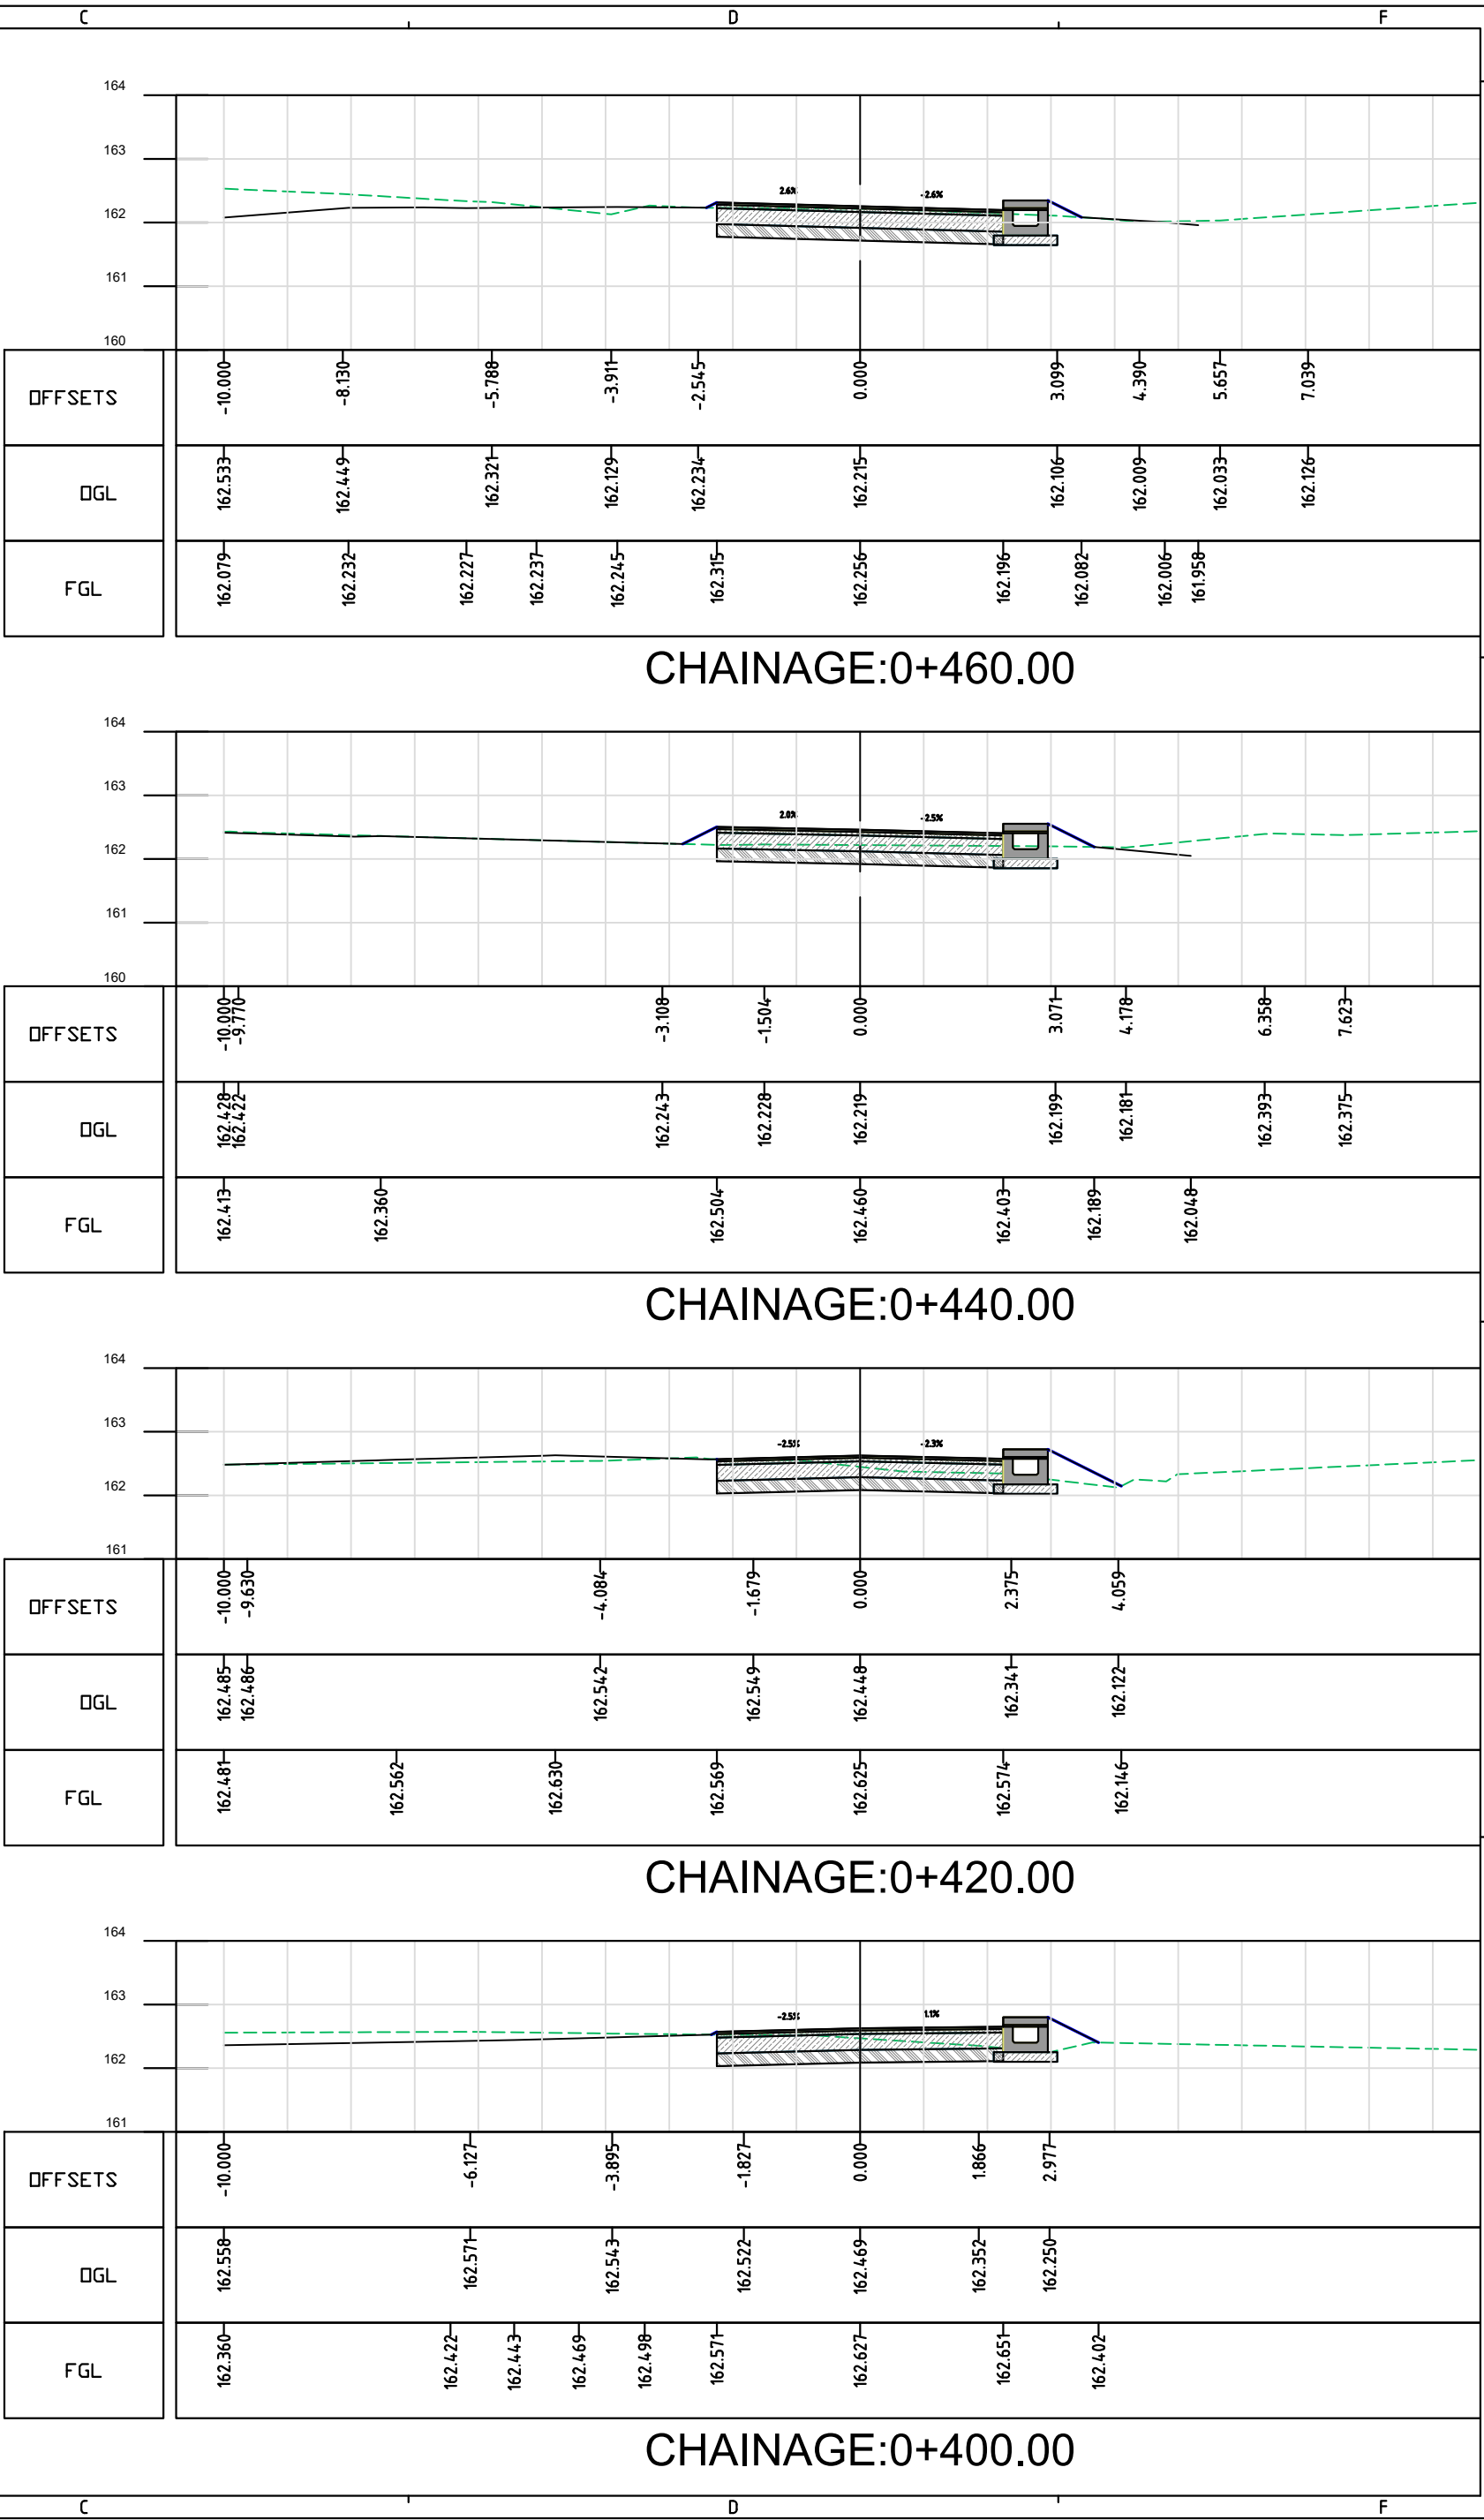 C D F
164
163
2.6% -2.6%
162
161
160
OFFSETS -10.000 -8.130 -5.788 -3.911 -2.545 0.000 3.099 4.390 5.657 7.039
OGL 162.533 162.449 162.321 162.129 162.234 162.215 162.106 162.009 162.033 162.126
FGL 162.079 162.232 162.227 162.237 162.245 162.315 162.256 162.196 162.082 162.006 161.958
CHAINAGE:0+460.00
164
163
2.0% -2.5%
162
161
160
OFFSETS -10.000 -9.770 -3.108 -1.504 0.000 3.071 4.178 6.358 7.623
OGL 162.428 162.422 162.243 162.228 162.219 162.199 162.181 162.393 162.375
FGL 162.413 162.360 162.504 162.460 162.403 162.189 162.048
CHAINAGE:0+440.00
164
163
-2.5% -2.3%
162
161
OFFSETS -10.000 -9.630 -4.084 -1.679 0.000 2.375 4.059
OGL 162.485 162.486 162.542 162.549 162.448 162.341 162.122
FGL 162.481 162.562 162.630 162.569 162.625 162.574 162.146
CHAINAGE:0+420.00
164
163
-2.5% 1.1%
162
161
OFFSETS -10.000 -6.127 -3.895 -1.827 0.000 1.866 2.977
OGL 162.558 162.571 162.543 162.522 162.469 162.352 162.250
FGL 162.360 162.422 162.443 162.469 162.498 162.571 162.627 162.651 162.402
CHAINAGE:0+400.00
C D F